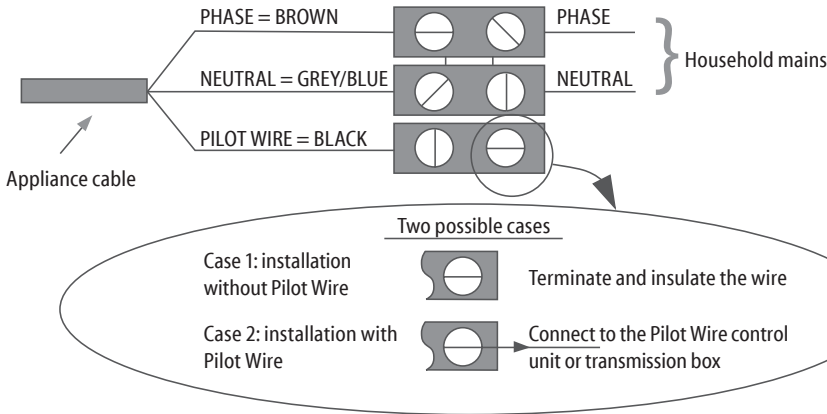 PHASE = BROWN
PHASE
NEUTRAL = GREY/BLUE
NEUTRAL
Household mains
PILOT WIRE = BLACK
Appliance cable
Two possible cases
Case 1: installation
without Pilot Wire
Terminate and insulate the wire
Case 2: installation with
Pilot Wire
Connect to the Pilot Wire control
unit or transmission box